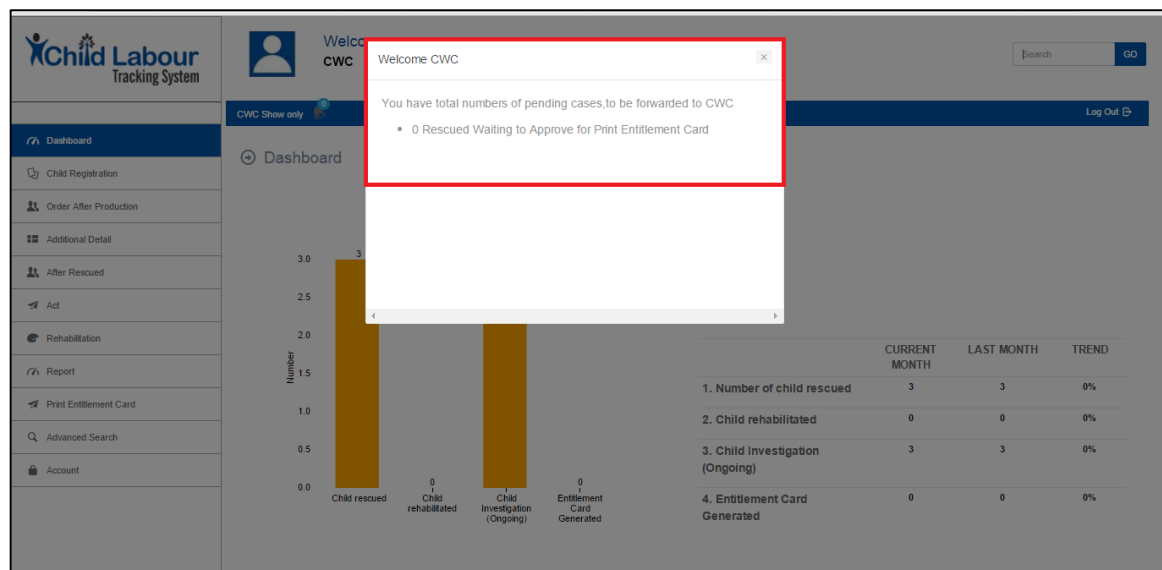 Child Labour
Tracking System
Welco
CWC
Search
GO
Welcome CWC
×
You have total numbers of pending cases,to be forwarded to CWC
• 0 Rescued Waiting to Approve for Print Entitlement Card
CWC Show only
0
Log Out
Dashboard
Child Registration
Order After Production
Additional Detail
After Rescued
Act
Rehabilitation
Report
Print Entitlement Card
Advanced Search
Account
Dashboard
Number
3.0
2.5
2.0
1.5
1.0
0.5
0.0
3
0
0
Child rescued
Child
rehabilitated
Child
Investigation
(Ongoing)
Entitlement
Card
Generated
CURRENT
MONTH
LAST MONTH
TREND
1. Number of child rescued 3 3 0%
2. Child rehabilitated 0 0 0%
3. Child Investigation
(Ongoing) 3 3 0%
4. Entitlement Card
Generated 0 0 0%